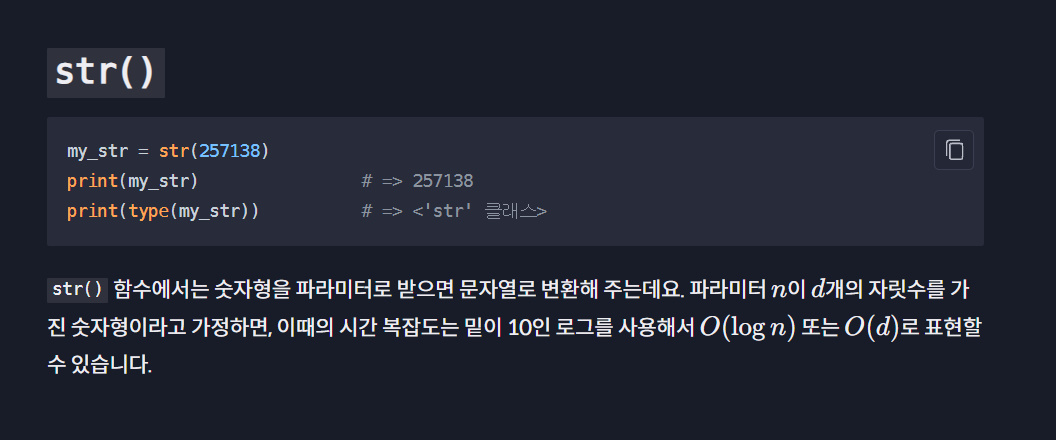 str()
my_str = str(257138)
print(my_str) # => 257138
print(type(my_str)) # => <'str' 클래스>
str() 함수에서는 숫자형을 파라미터로 받으면 문자열로 변환해 주는데요. 파라미터 n이 d개의 자릿수를 가
진 숫자형이라고 가정하면, 이때의 시간 복잡도는 밑이 10인 로그를 사용해서 O(log n) 또는 O(d)로 표현할
수 있습니다.